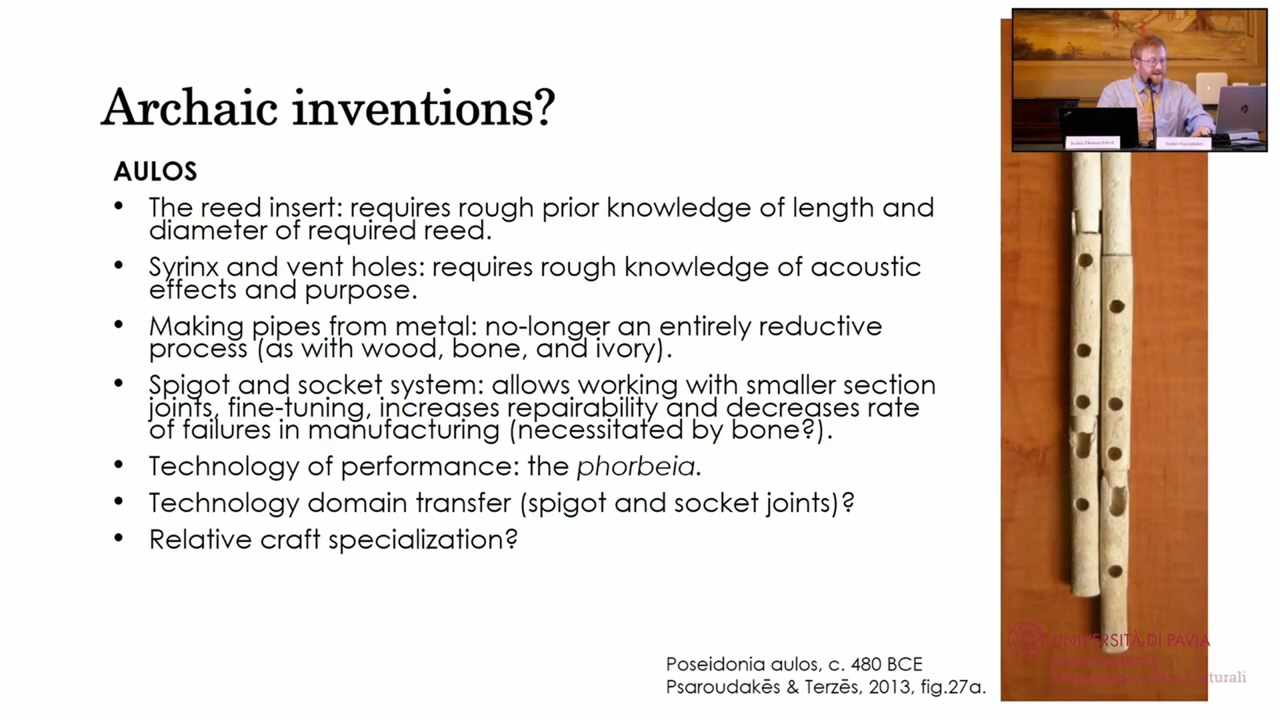 Archaic inventions?
AULOS
• The reed insert: requires rough prior knowledge of length and
diameter of required reed.
• Syrinx and vent holes: requires rough knowledge of acoustic
effects and purpose.
• Making pipes from metal: no-longer an entirely reductive
process (as with wood, bone, and ivory).
• Spigot and socket system: allows working with smaller section
joints, fine-tuning, increases repairability and decreases rate
of failures in manufacturing (necessitated by bone?).
• Technology of performance: the phorbeia.
• Technology domain transfer (spigot and socket joints)?
• Relative craft specialization?
Poseidonia aulos, c. 480 BCE
Psaroudakēs & Terzēs, 2013, fig.27a.
UNIVERSITÀ DI PAVIA